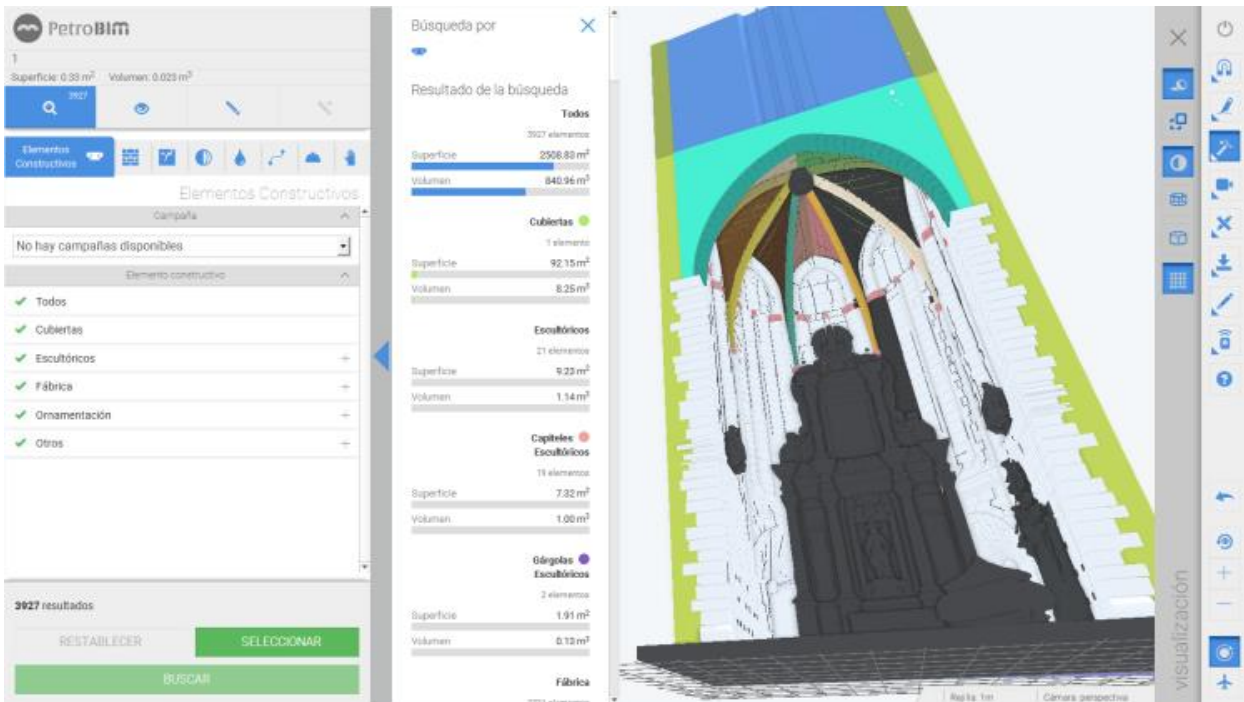 PetroBIM
1
Superficie: 0.33 m² Volumen: 0.023 m³
3927
Elementos
Constructivos
Elementos Constructivos
Campaña
No hay campañas disponibles
Elemento constructivo
Todos
Cubiertas
Escultóricos
Fábrica
Ornamentación
Otros
3927 resultados
RESTABLECER
SELECCIONAR
BUSCAR
Búsqueda por
Resultado de la búsqueda
Todos
3927 elementos
Superficie 2508.83 m²
Volumen 840.96 m³
Cubiertas
1 elemento
Superficie 92.15 m²
Volumen 8.25 m³
Escultóricos
21 elementos
Superficie 9.23 m²
Volumen 1.14 m³
Capiteles
Escultóricos
19 elementos
Superficie 7.32 m²
Volumen 1.00 m³
Gárgolas
Escultóricos
2 elementos
Superficie 1.91 m²
Volumen 0.13 m³
Fábrica
visualización
Rejilla 1m
Cámara perspectiva